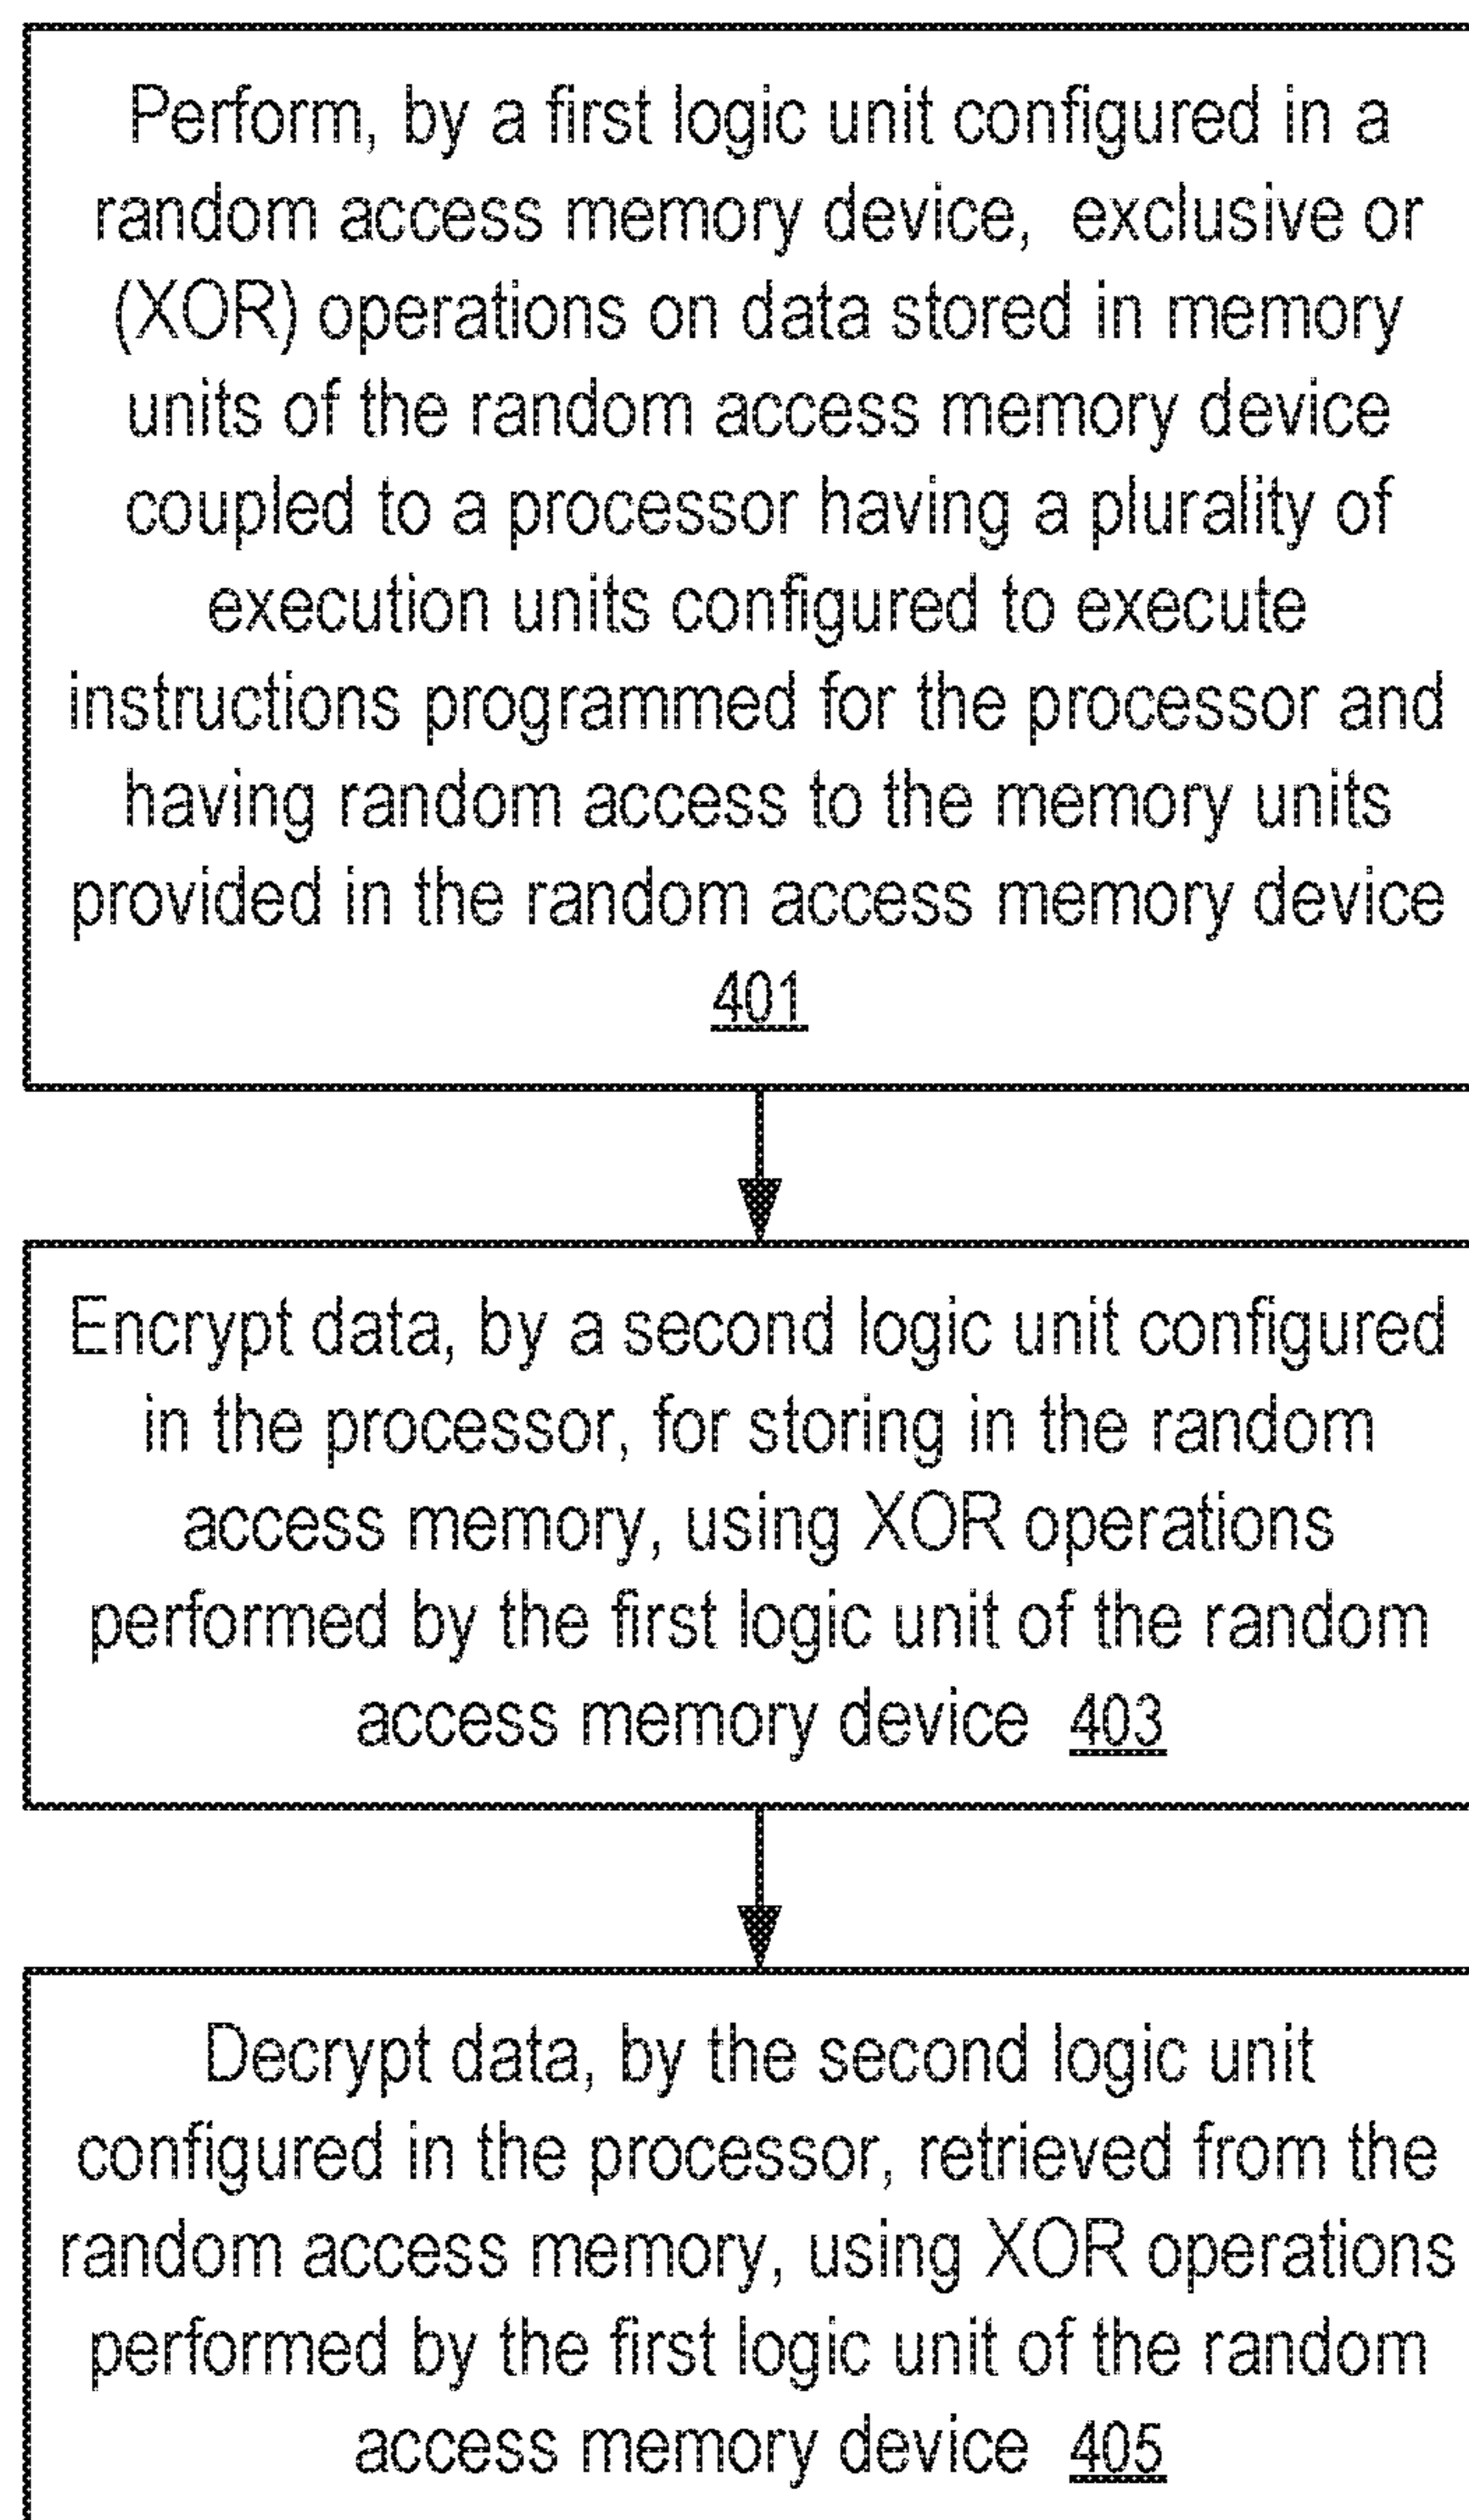 Perform, by a first logic unit configured in a
random access memory device, exclusive or
(XOR) operations on data stored in memory
units of the random access memory device
coupled to a processor having a plurality of
execution units configured to execute
instructions programmed for the processor and
having random access to the memory units
provided in the random access memory device
401
Encrypt data, by a second logic unit configured
in the processor, for storing in the random
access memory, using XOR operations
performed by the first logic unit of the random
access memory device 403
Decrypt data, by the second logic unit
configured in the processor, retrieved from the
random access memory, using XOR operations
performed by the first logic unit of the random
access memory device 405